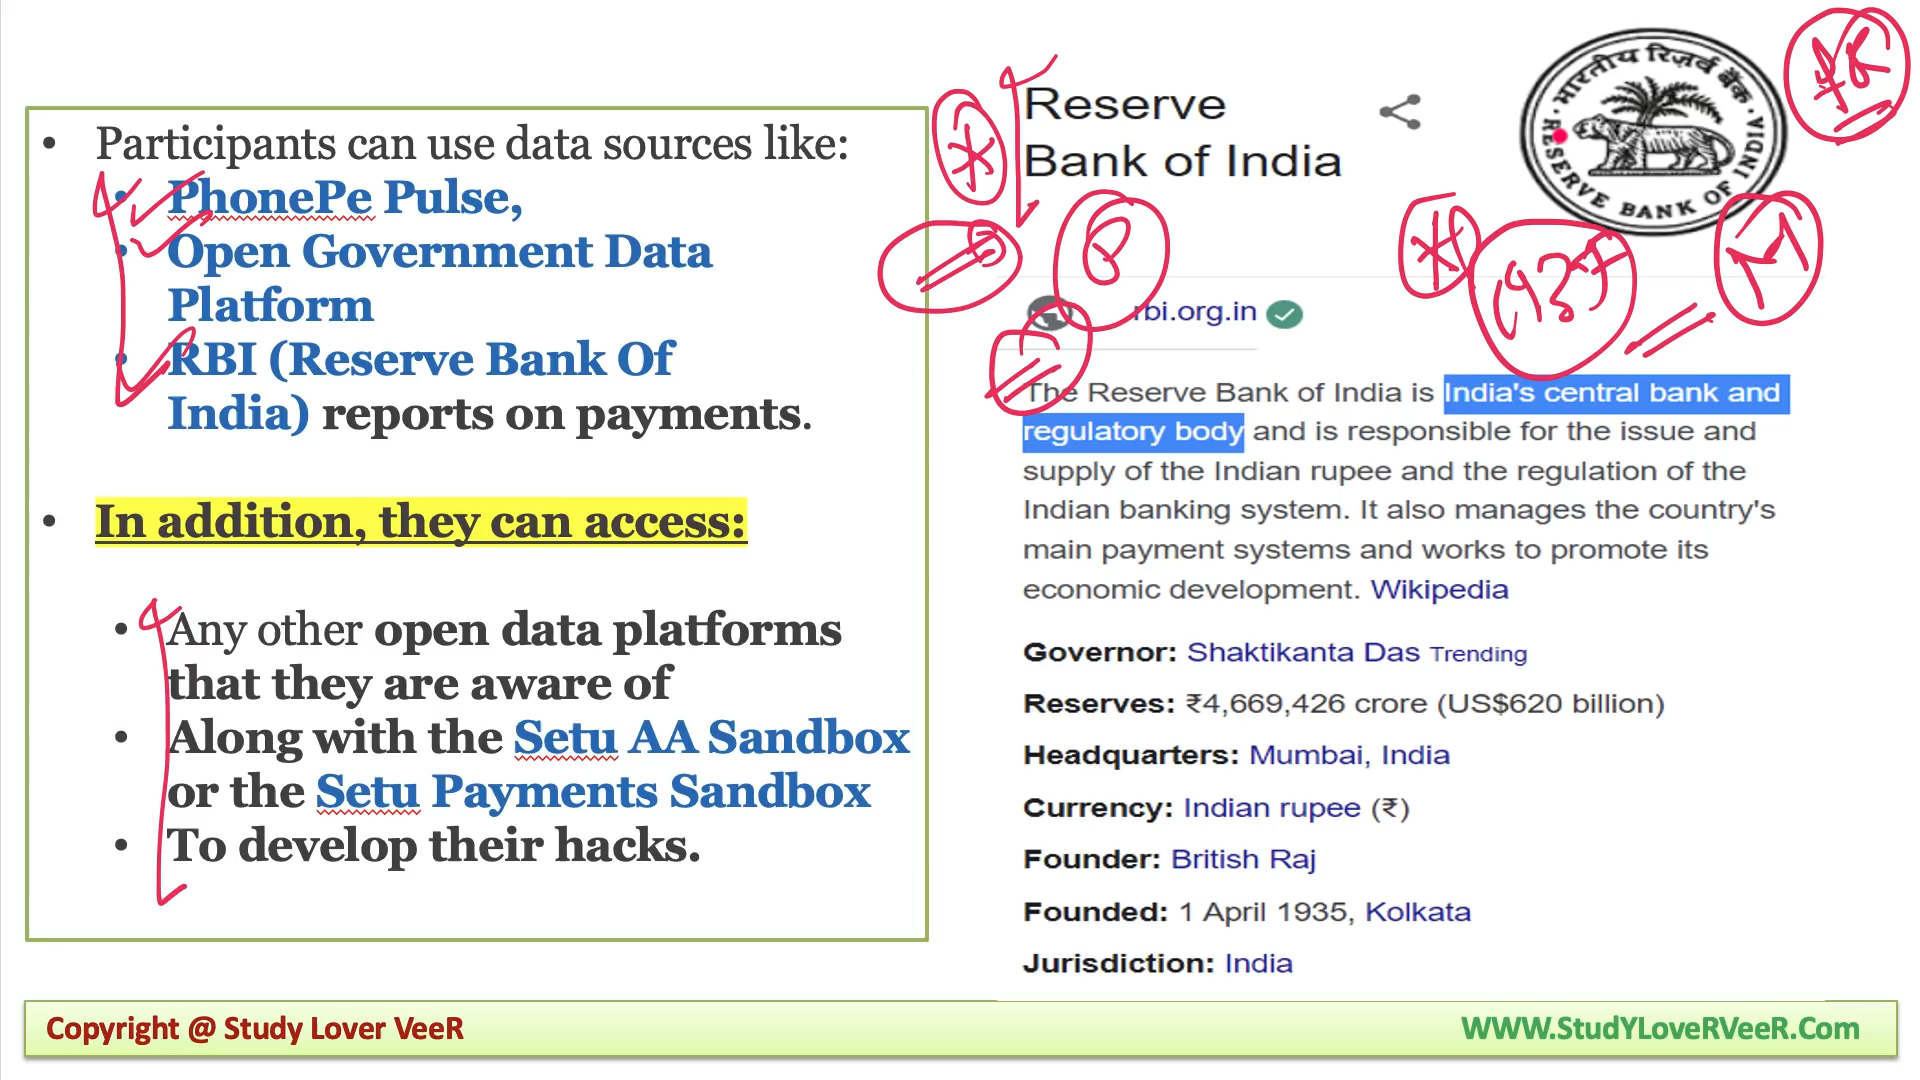 • Participants can use data sources like:
• PhonePe Pulse,
• Open Government Data
Platform
• RBI (Reserve Bank Of
India) reports on payments.
• In addition, they can access:
• Any other open data platforms
that they are aware of
• Along with the Setu AA Sandbox
or the Setu Payments Sandbox
• To develop their hacks.
Reserve
Bank of India
भारतीय रिज़र्व बैंक
RESERVE BANK OF INDIA
rbi.org.in
The Reserve Bank of India is India's central bank and
regulatory body and is responsible for the issue and
supply of the Indian rupee and the regulation of the
Indian banking system. It also manages the country's
main payment systems and works to promote its
economic development. Wikipedia
Governor: Shaktikanta Das Trending
Reserves: ₹4,669,426 crore (US$620 billion)
Headquarters: Mumbai, India
Currency: Indian rupee (₹)
Founder: British Raj
Founded: 1 April 1935, Kolkata
Jurisdiction: India
Copyright @ Study Lover VeeR
WWW.StudYLoveRVeeR.Com